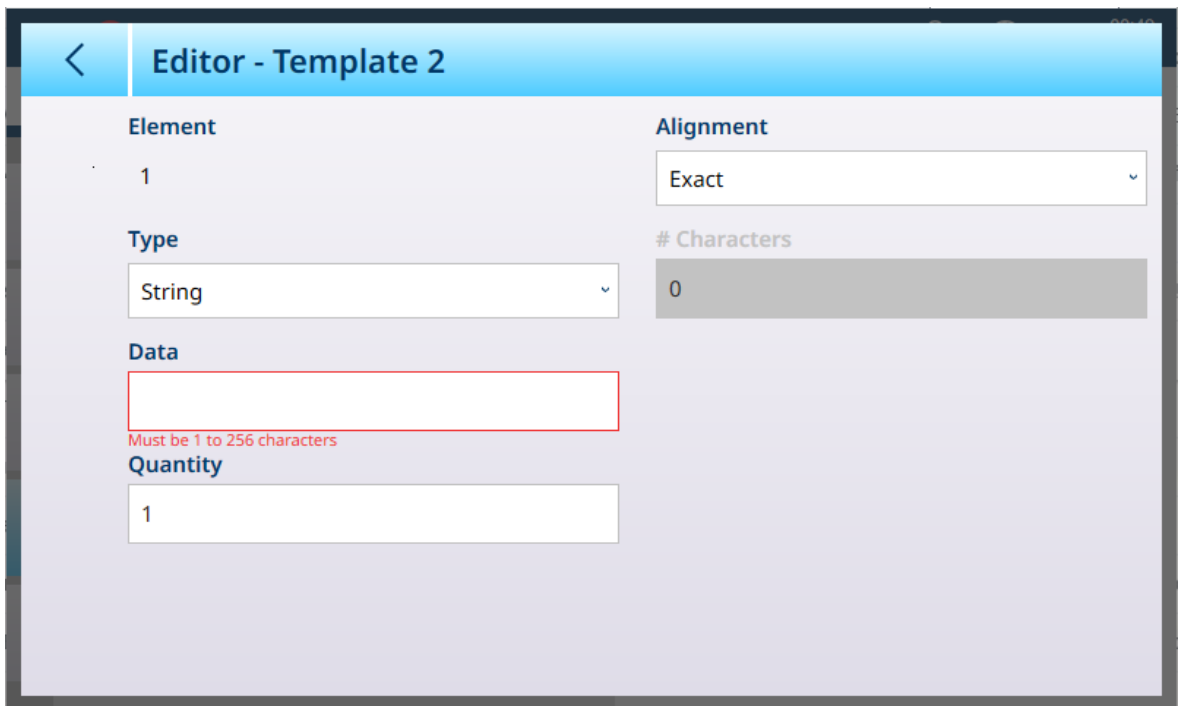 Editor - Template 2
Element
1
Type
String
Data
Must be 1 to 256 characters
Quantity
1
Alignment
Exact
# Characters
0